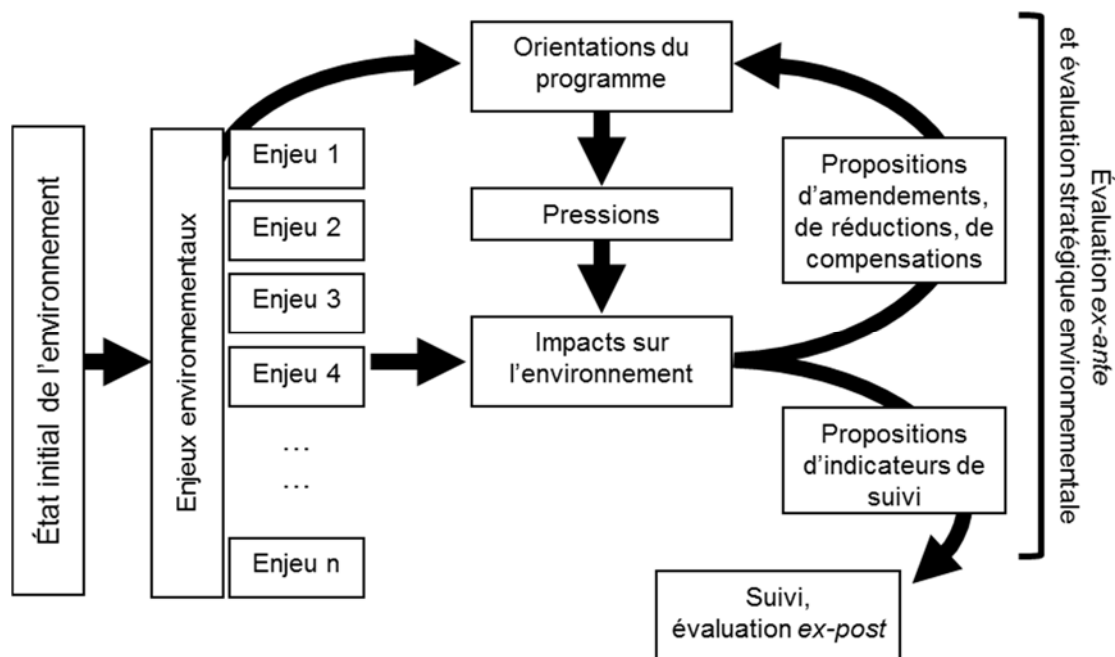 État initial de l'environnement
Enjeux environnementaux
Enjeu 1
Enjeu 2
Enjeu 3
Enjeu 4
…
…
Enjeu n
Orientations du
programme
Pressions
Impacts sur
l'environnement
Propositions
d'amendements,
de réductions, de
compensations
Propositions
d'indicateurs de
suivi
Suivi,
évaluation ex-post
Évaluation ex-ante
et évaluation stratégique environnementale